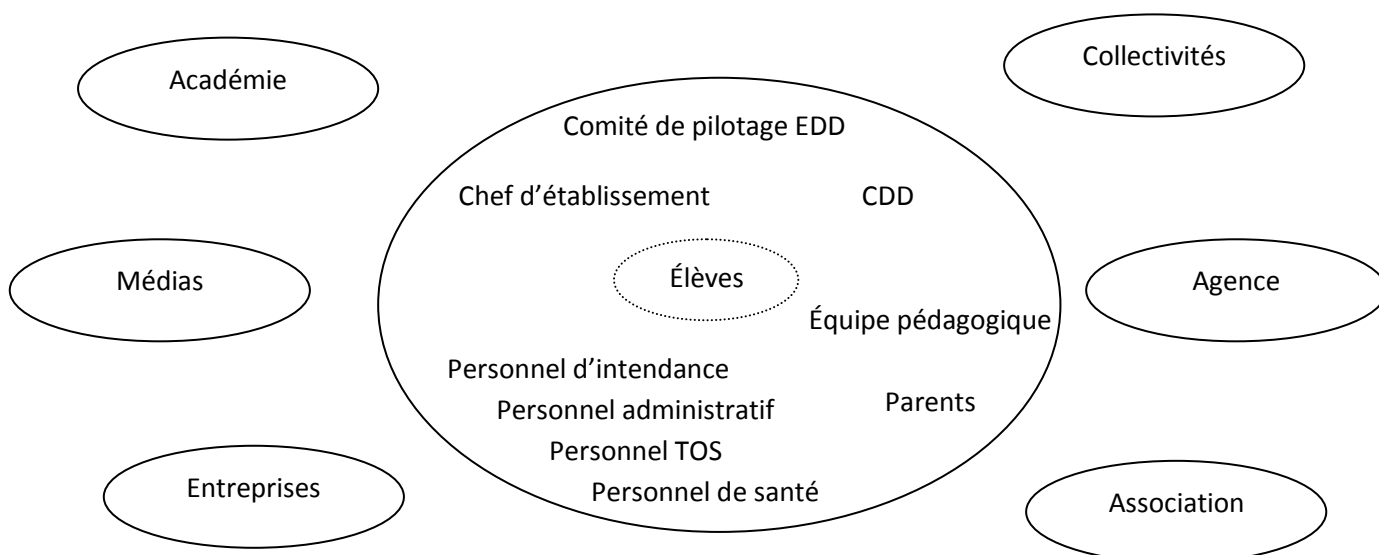 Académie
Collectivités
Comité de pilotage EDD
Chef d’établissement
CDD
Médias
Élèves
Agence
Équipe pédagogique
Personnel d’intendance
Parents
Personnel administratif
Personnel TOS
Entreprises
Personnel de santé
Association